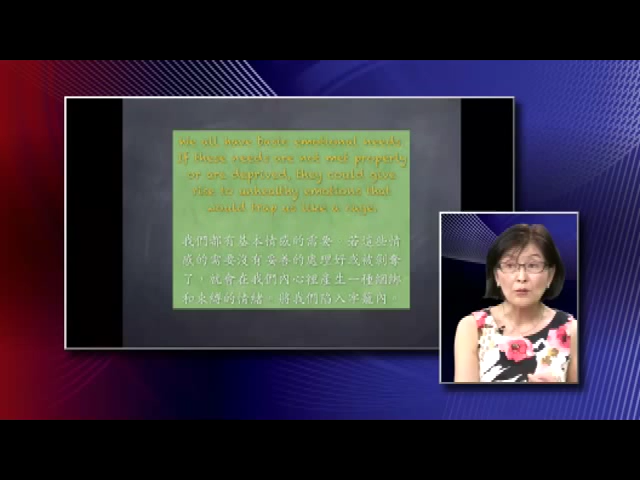 We all have basic emotional needs.
If these needs are not met properly
or are deprived, they could give
rise to unhealthy emotions that
would trap us like a cage.
我們都有基本情感的需要。若這些情
感的需要沒有妥善的處理好或被剝奪
了，就會在我們內心裡產生一種綑綁
和束縛的情緒，將我們陷入牢籠內。